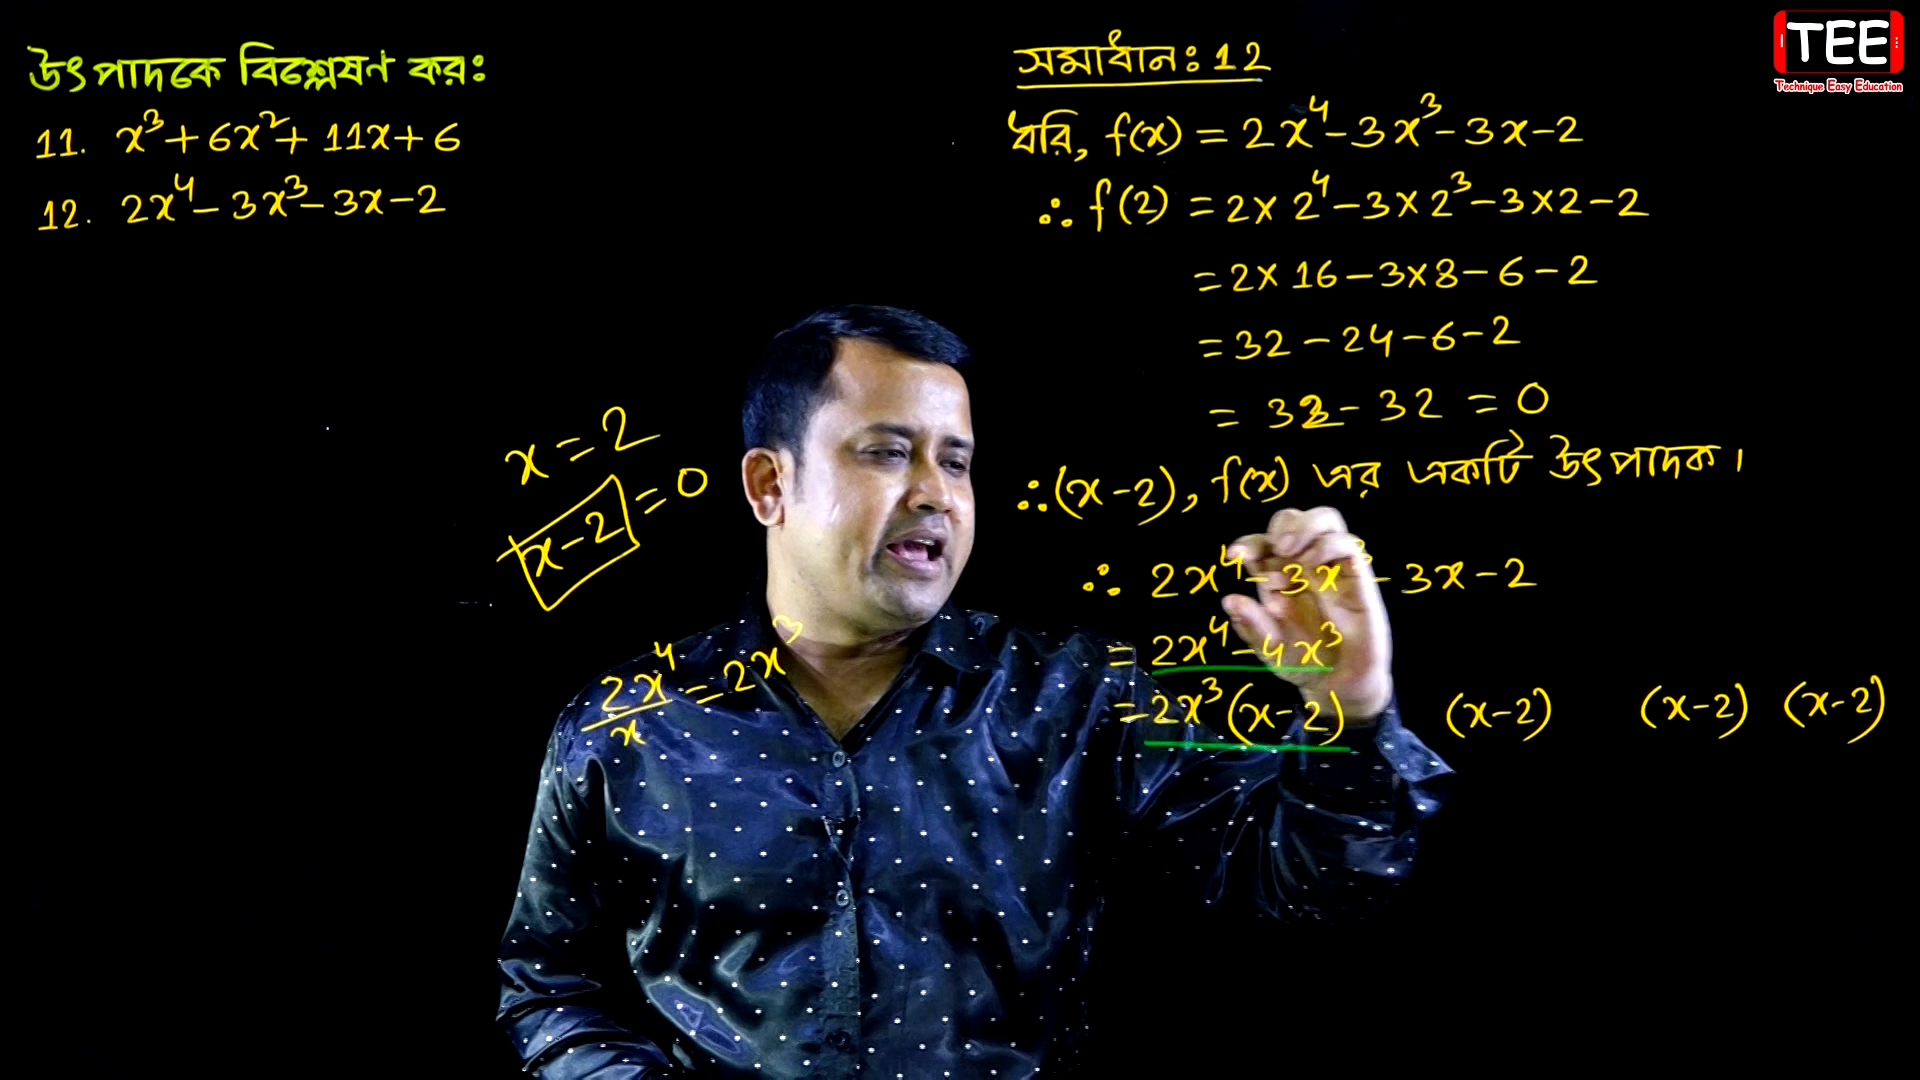 উৎপাদকে বিশ্লেষণ করঃ
11. x³ + 6x² + 11x + 6
12. 2x⁴ - 3x³ - 3x - 2
x = 2
x - 2 = 0
2x⁴/x = 2x³
সমাধানঃ 12
ধরি, f(x) = 2x⁴ - 3x³ - 3x - 2
∴ f(2) = 2 × 2⁴ - 3 × 2³ - 3 × 2 - 2
= 2 × 16 - 3 × 8 - 6 - 2
= 32 - 24 - 6 - 2
= 32 - 32 = 0
∴ (x - 2), f(x) এর একটি উৎপাদক।
∴ 2x⁴ - 3x³ - 3x - 2
= 2x⁴ - 4x³
= 2x³(x - 2) (x - 2) (x - 2) (x - 2)
TEE
Technique Easy Education